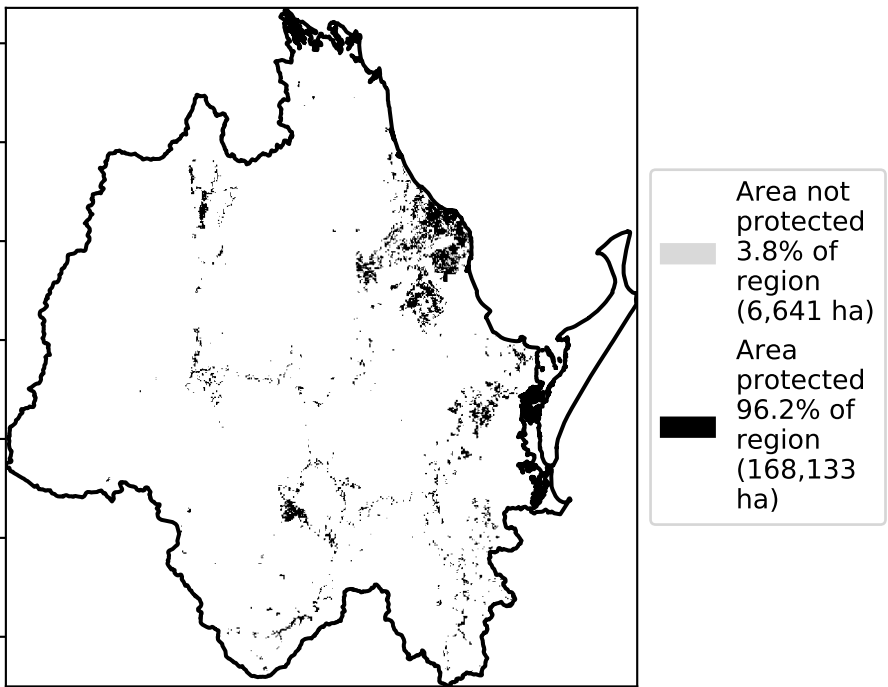 Area not
protected
3.8% of
region
(6,641 ha)
Area
protected
96.2% of
region
(168,133
ha)